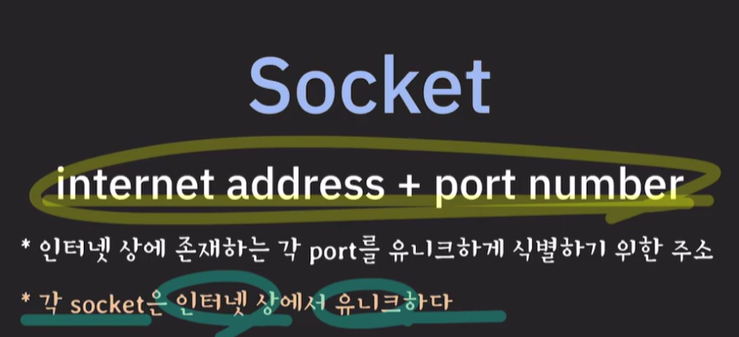 Socket
internet address + port number
* 인터넷 상에 존재하는 각 port를 유니크하게 식별하기 위한 주소
* 각 socket은 인터넷 상에서 유니크하다